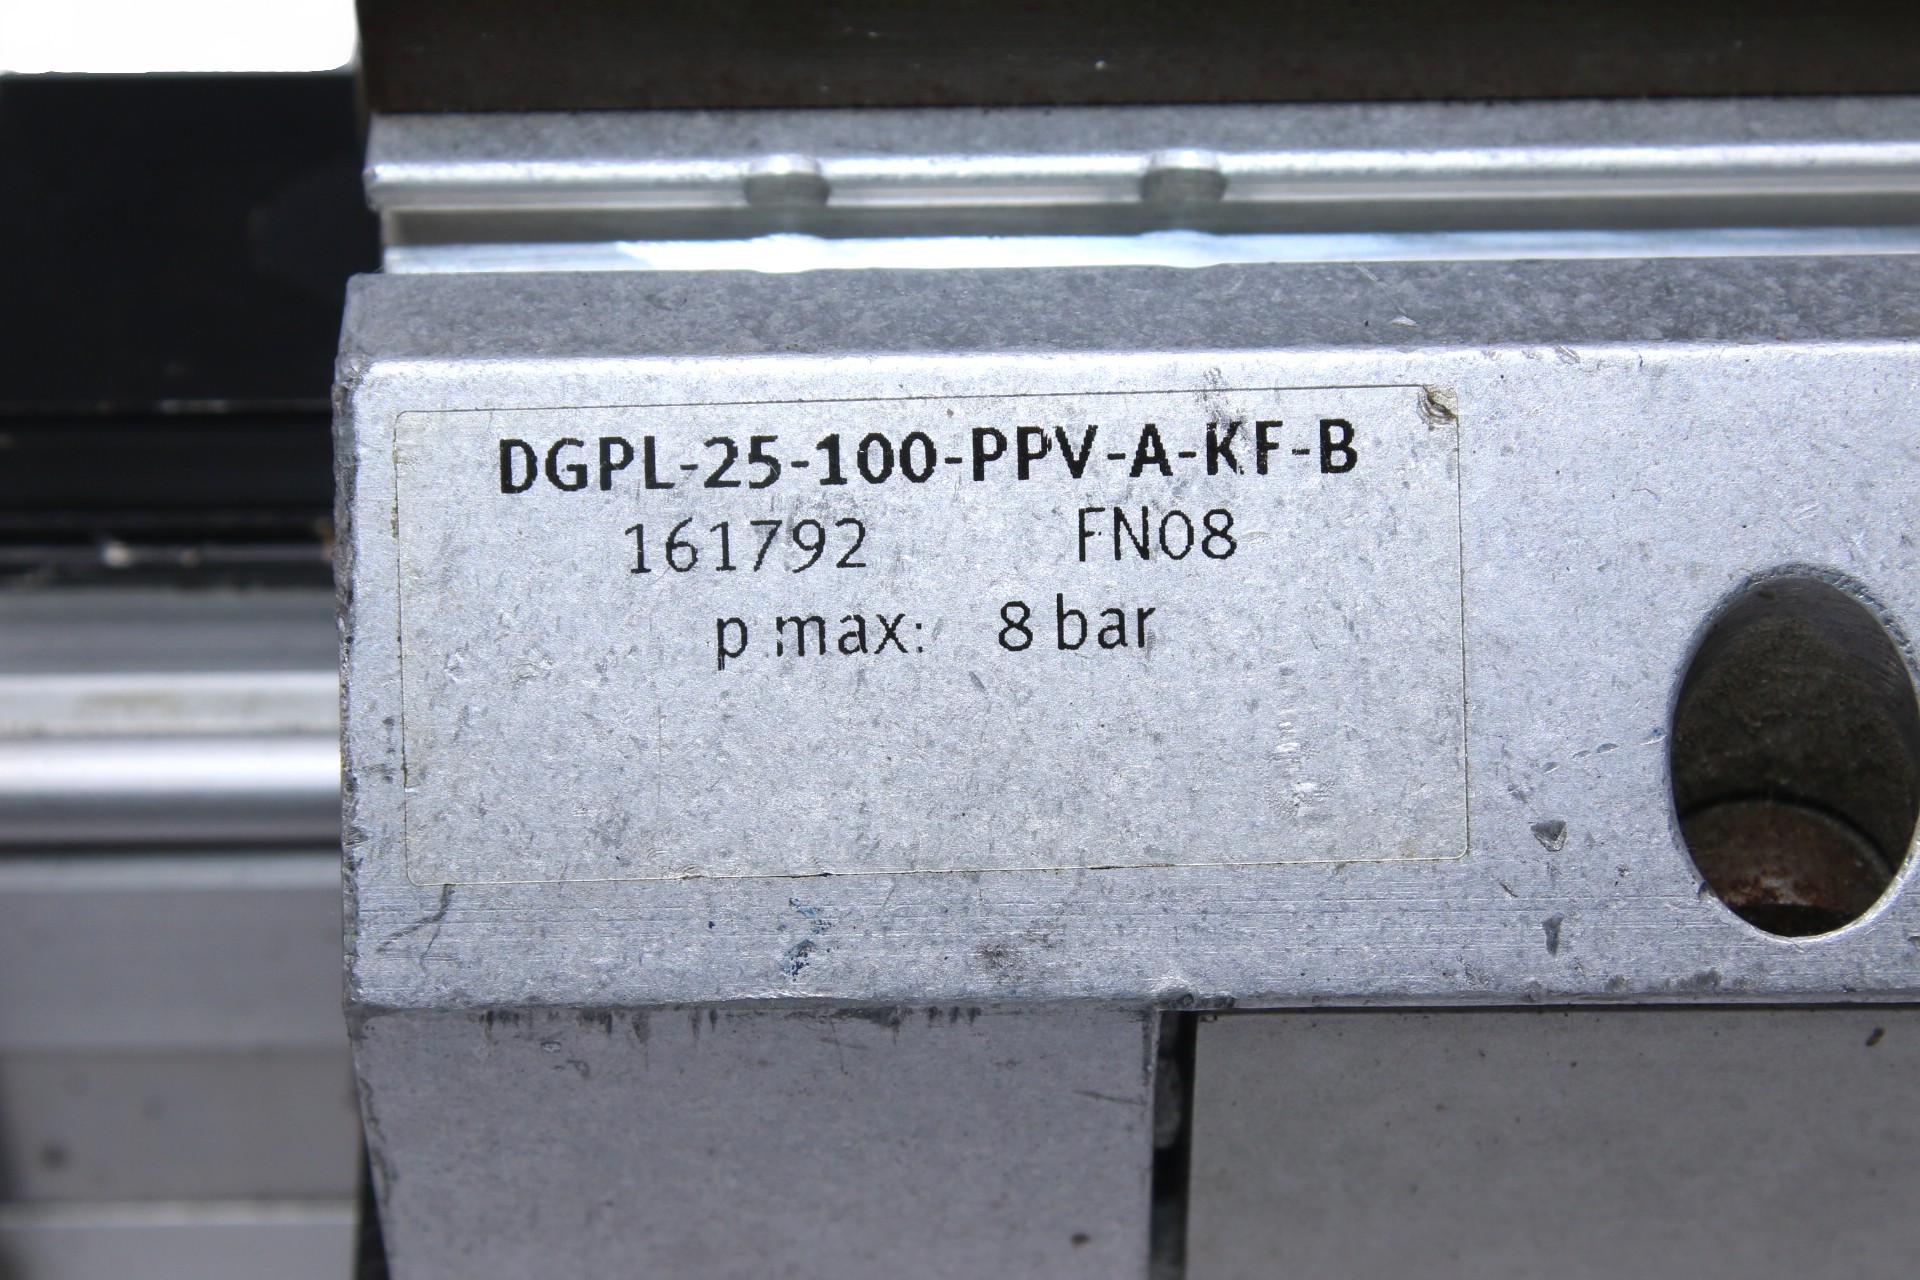 DGPL-25-100-PPV-A-KF-B
161792 FN08
p max: 8 bar